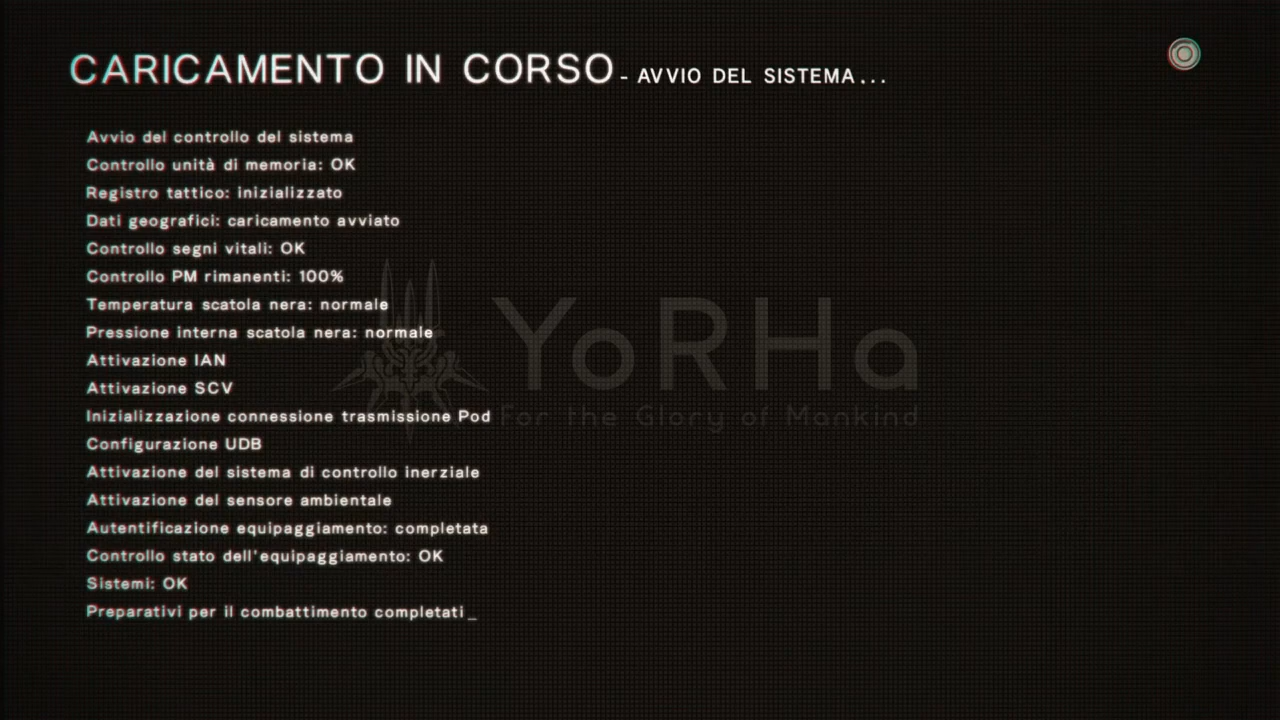 CARICAMENTO IN CORSO - AVVIO DEL SISTEMA...
Avvio del controllo del sistema
Controllo unità di memoria: OK
Registro tattico: inizializzato
Dati geografici: caricamento avviato
Controllo segni vitali: OK
Controllo PM rimanenti: 100%
Temperatura scatola nera: normale
Pressione interna scatola nera: normale
Attivazione IAN
Attivazione SCV
Inizializzazione connessione trasmissione Pod
Configurazione UDB
Attivazione del sistema di controllo inerziale
Attivazione del sensore ambientale
Autentificazione equipaggiamento: completata
Controllo stato dell'equipaggiamento: OK
Sistemi: OK
Preparativi per il combattimento completati_
YoRHa
For the Glory of Mankind